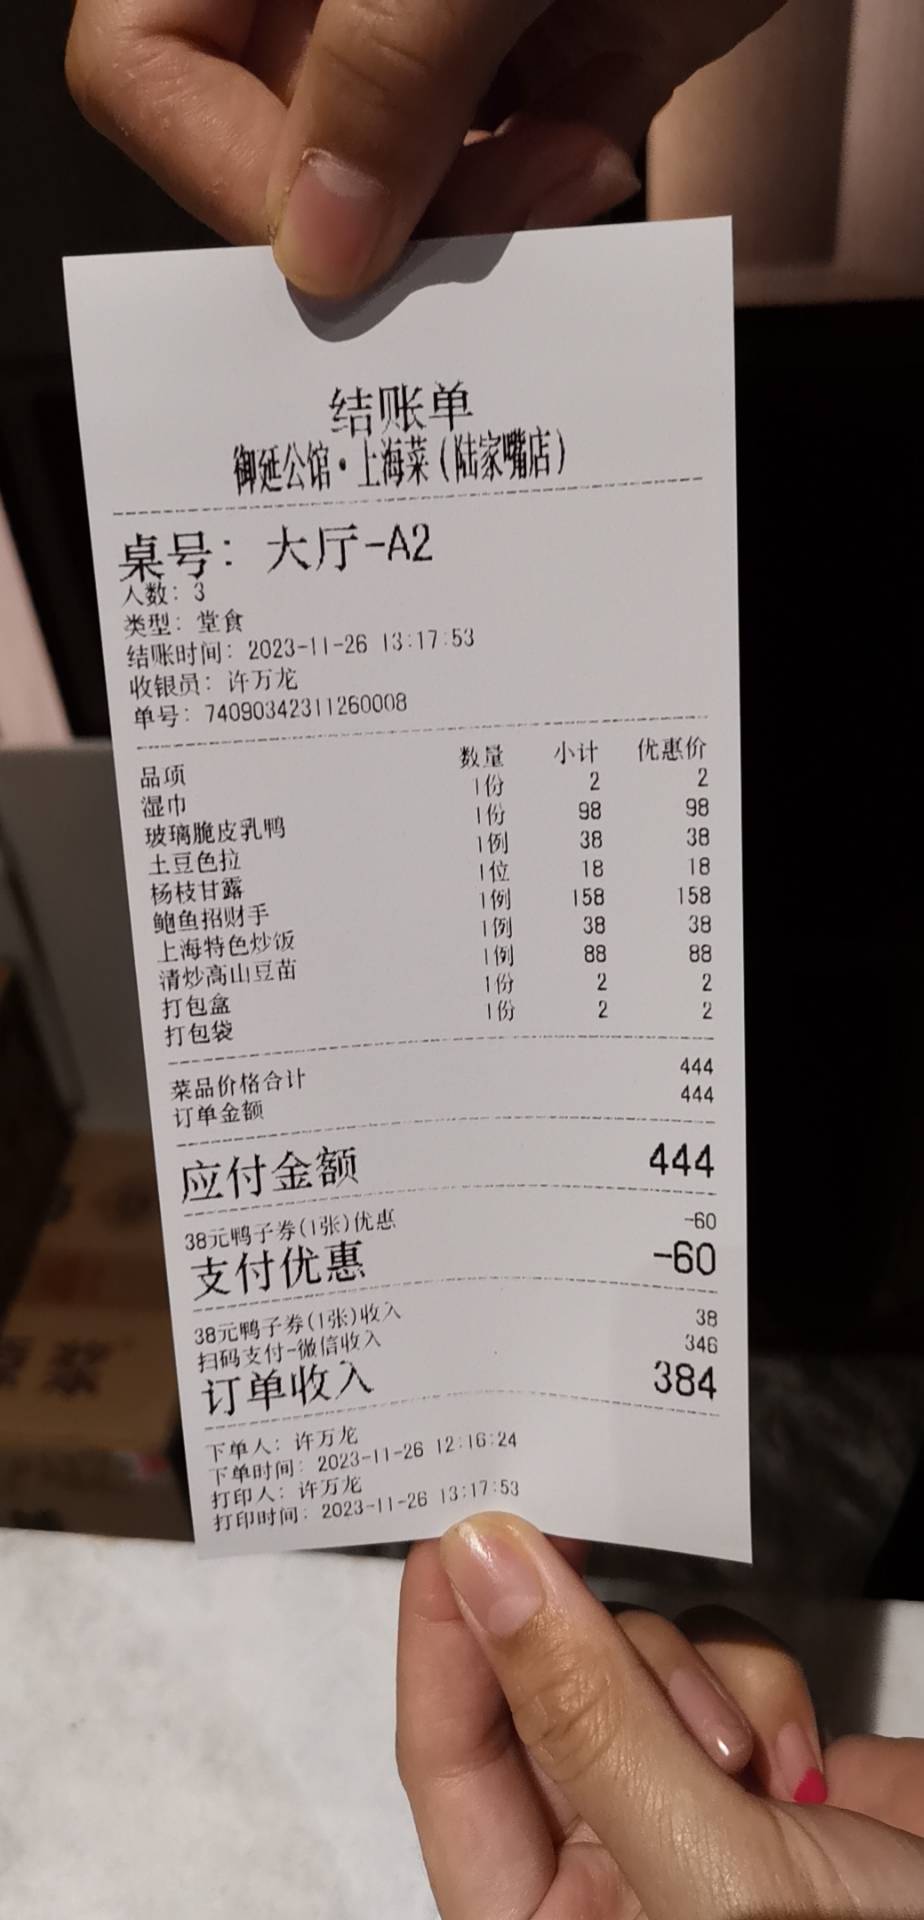 结账单
御延公馆·上海菜(陆家嘴店)
桌号: 大厅-A2
人数: 3
类型: 堂食
结账时间: 2023-11-26 13:17:53
收银员: 许万龙
单号: 74090342311260008
品项 数量 小计 优惠价
湿巾 1份 2 2
玻璃脆皮乳鸭 1份 98 98
土豆色拉 1例 38 38
杨枝甘露 1位 18 18
鲍鱼招财手 1例 158 158
上海特色炒饭 1例 38 38
清炒高山豆苗 1例 88 88
打包盒 1份 2 2
打包袋 1份 2 2
菜品价格合计 444
订单金额 444
应付金额 444
38元鸭子券(1张)优惠 -60
支付优惠 -60
38元鸭子券(1张)收入 38
扫码支付-微信收入 346
订单收入 384
下单人: 许万龙
下单时间: 2023-11-26 12:16:24
打印人: 许万龙
打印时间: 2023-11-26 13:17:53